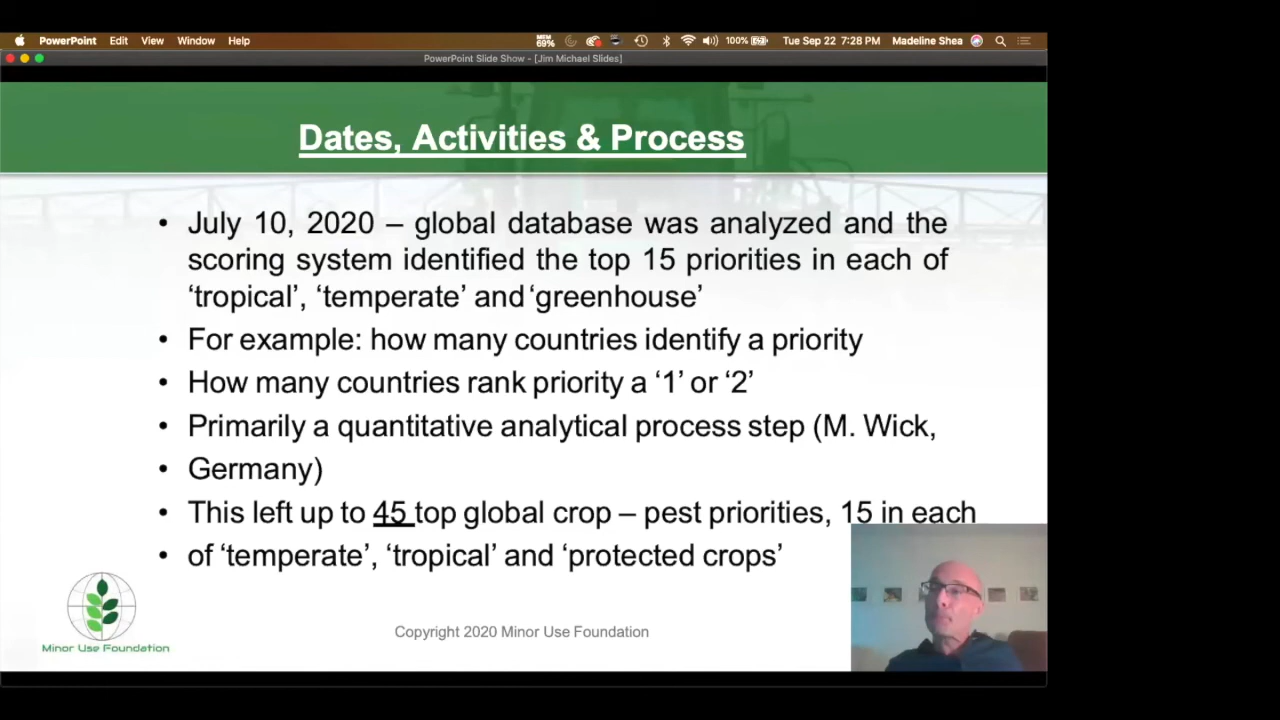 PowerPoint Edit View Window Help MEM 69% 100% Tue Sep 22 7:28 PM Madeline Shea
PowerPoint Slide Show - [Jim Michael Slides]
Dates, Activities & Process
• July 10, 2020 – global database was analyzed and the
scoring system identified the top 15 priorities in each of
‘tropical’, ‘temperate’ and ‘greenhouse’
• For example: how many countries identify a priority
• How many countries rank priority a ‘1’ or ‘2’
• Primarily a quantitative analytical process step (M. Wick,
• Germany)
• This left up to 45 top global crop – pest priorities, 15 in each
• of ‘temperate’, ‘tropical’ and ‘protected crops’
Copyright 2020 Minor Use Foundation
Minor Use Foundation